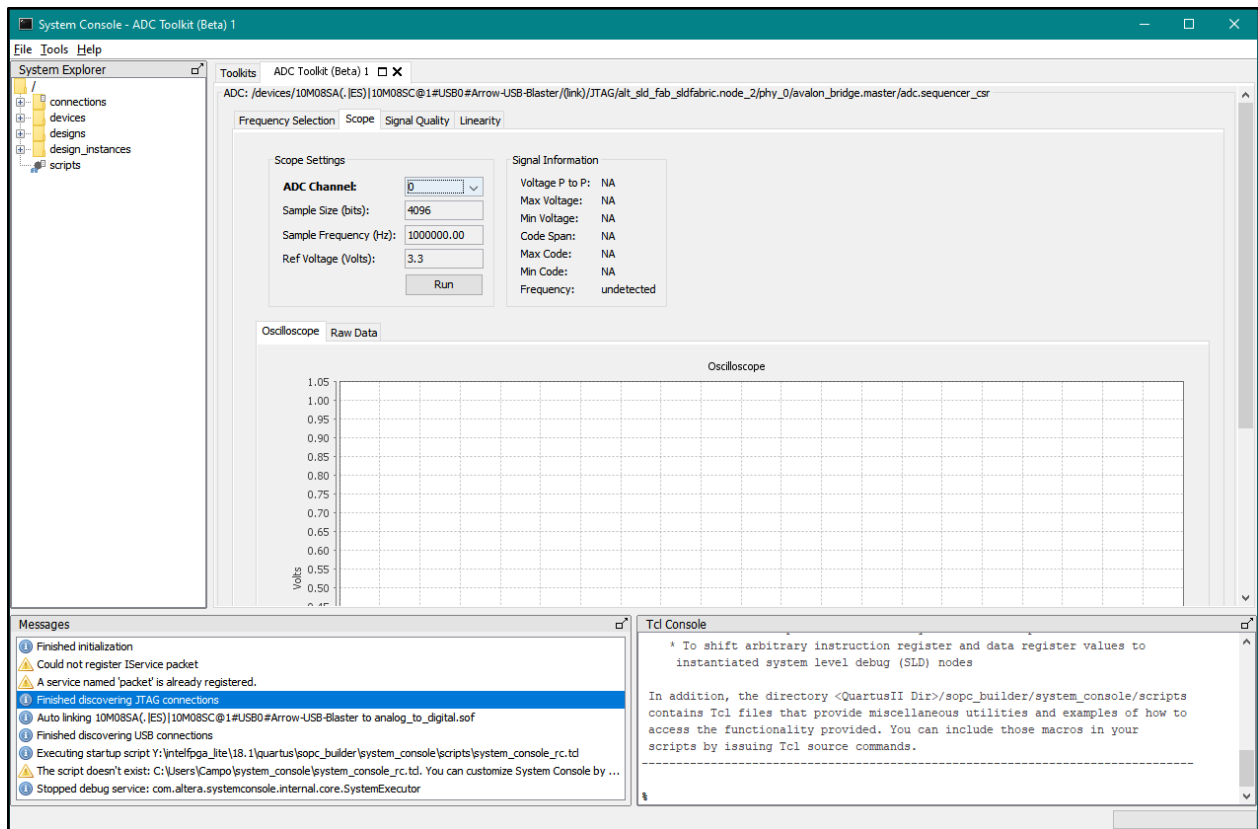 System Console - ADC Toolkit (Beta) 1
File Tools Help
System Explorer
/
connections
devices
designs
design_instances
scripts
Toolkits ADC Toolkit (Beta) 1
ADC: /devices/10M08SA(.|ES)|10M08SC@1#USB0#Arrow-USB-Blaster/(link)/JTAG/alt_sld_fab_sldfabric.node_2/phy_0/avalon_bridge.master/adc.sequencer_csr
Frequency Selection Scope Signal Quality Linearity
Scope Settings
ADC Channel: 0
Sample Size (bits): 4096
Sample Frequency (Hz): 1000000.00
Ref Voltage (Volts): 3.3
Run
Signal Information
Voltage P to P: NA
Max Voltage: NA
Min Voltage: NA
Code Span: NA
Max Code: NA
Min Code: NA
Frequency: undetected
Oscilloscope Raw Data
Oscilloscope
1.05
1.00
0.95
0.90
0.85
0.80
0.75
0.70
0.65
0.60
0.55
0.50
0.45
Volts
Messages
Finished initialization
Could not register IService packet
A service named 'packet' is already registered.
Finished discovering JTAG connections
Auto linking 10M08SA(.|ES)|10M08SC@1#USB0#Arrow-USB-Blaster to analog_to_digital.sof
Finished discovering USB connections
Executing startup script Y:\intelfpga_lite\18.1\quartus\sopc_builder\system_console\scripts\system_console_rc.tcl
The script doesn't exist: C:\Users\Campo\system_console\system_console_rc.tcl. You can customize System Console by ...
Stopped debug service: com.altera.systemconsole.internal.core.SystemExecutor
Tcl Console
* To shift arbitrary instruction register and data register values to
instantiated system level debug (SLD) nodes
In addition, the directory <QuartusII Dir>/sopc_builder/system_console/scripts
contains Tcl files that provide miscellaneous utilities and examples of how to
access the functionality provided. You can include those macros in your
scripts by issuing Tcl source commands.
--------------------------------------------------------------------------------
%